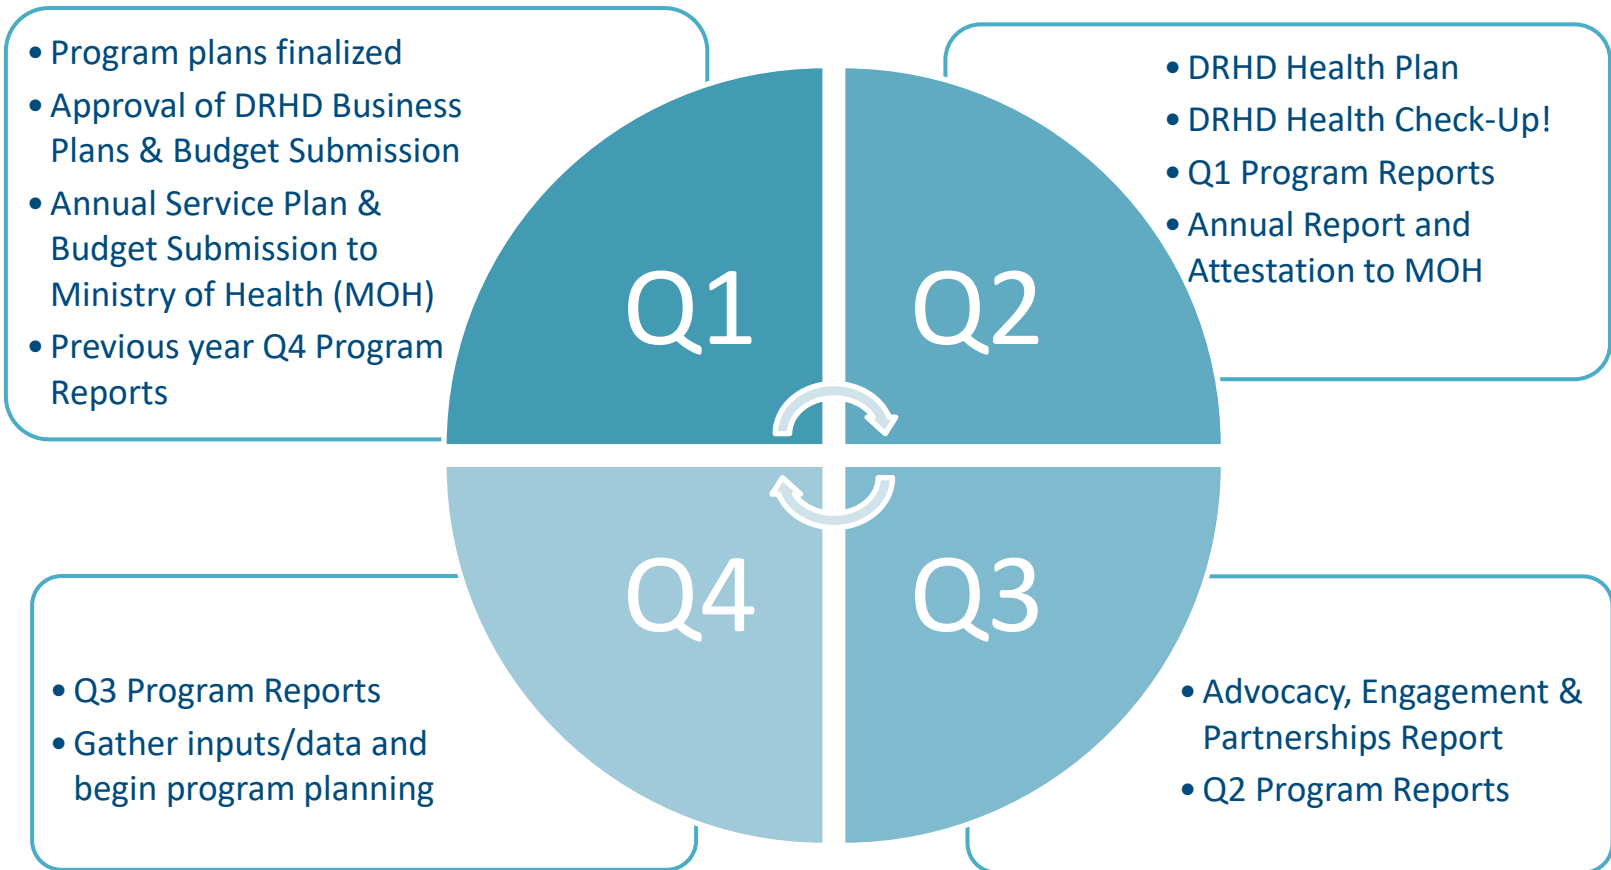 • Program plans finalized
• Approval of DRHD Business
Plans & Budget Submission
• Annual Service Plan &
Budget Submission to
Ministry of Health (MOH)
• Previous year Q4 Program
Reports
Q1
Q2
• DRHD Health Plan
• DRHD Health Check-Up!
• Q1 Program Reports
• Annual Report and
Attestation to MOH
• Q3 Program Reports
• Gather inputs/data and
begin program planning
Q4
Q3
• Advocacy, Engagement &
Partnerships Report
• Q2 Program Reports